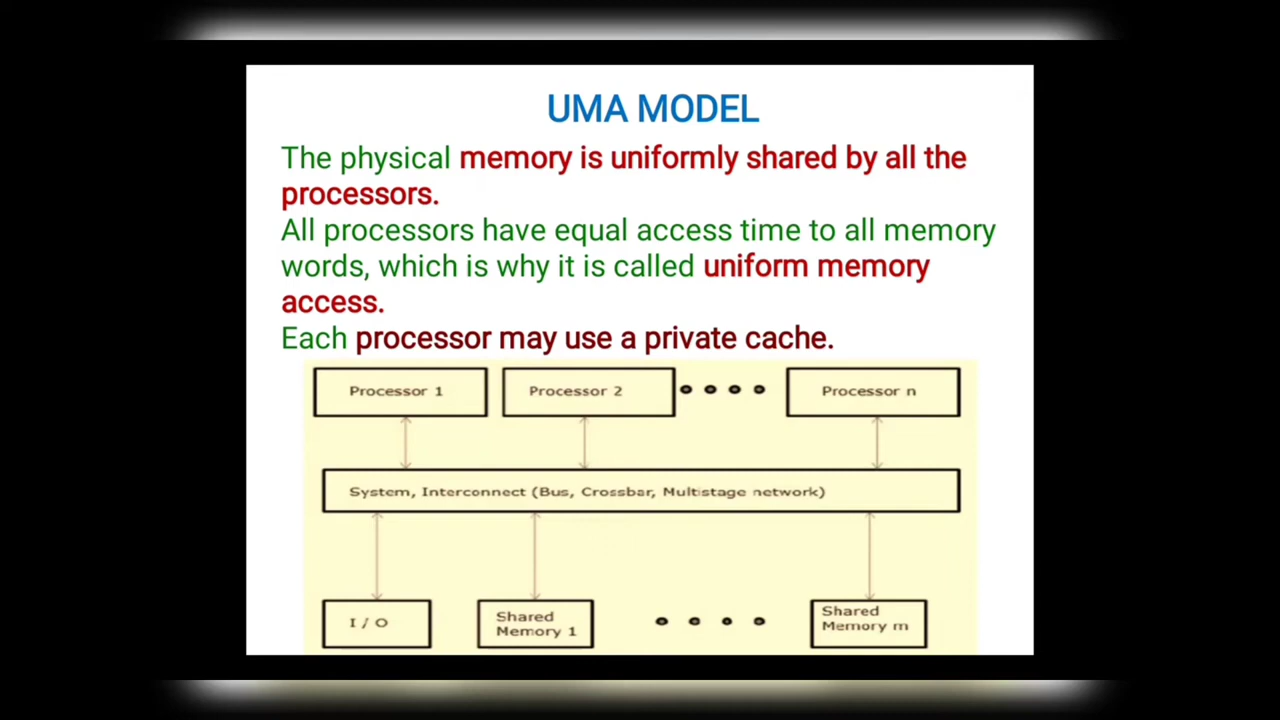 UMA MODEL
The physical memory is uniformly shared by all the
processors.
All processors have equal access time to all memory
words, which is why it is called uniform memory
access.
Each processor may use a private cache.
Processor 1
Processor 2
Processor n
System, Interconnect (Bus, Crossbar, Multistage network)
I / O
Shared
Memory 1
Shared
Memory m